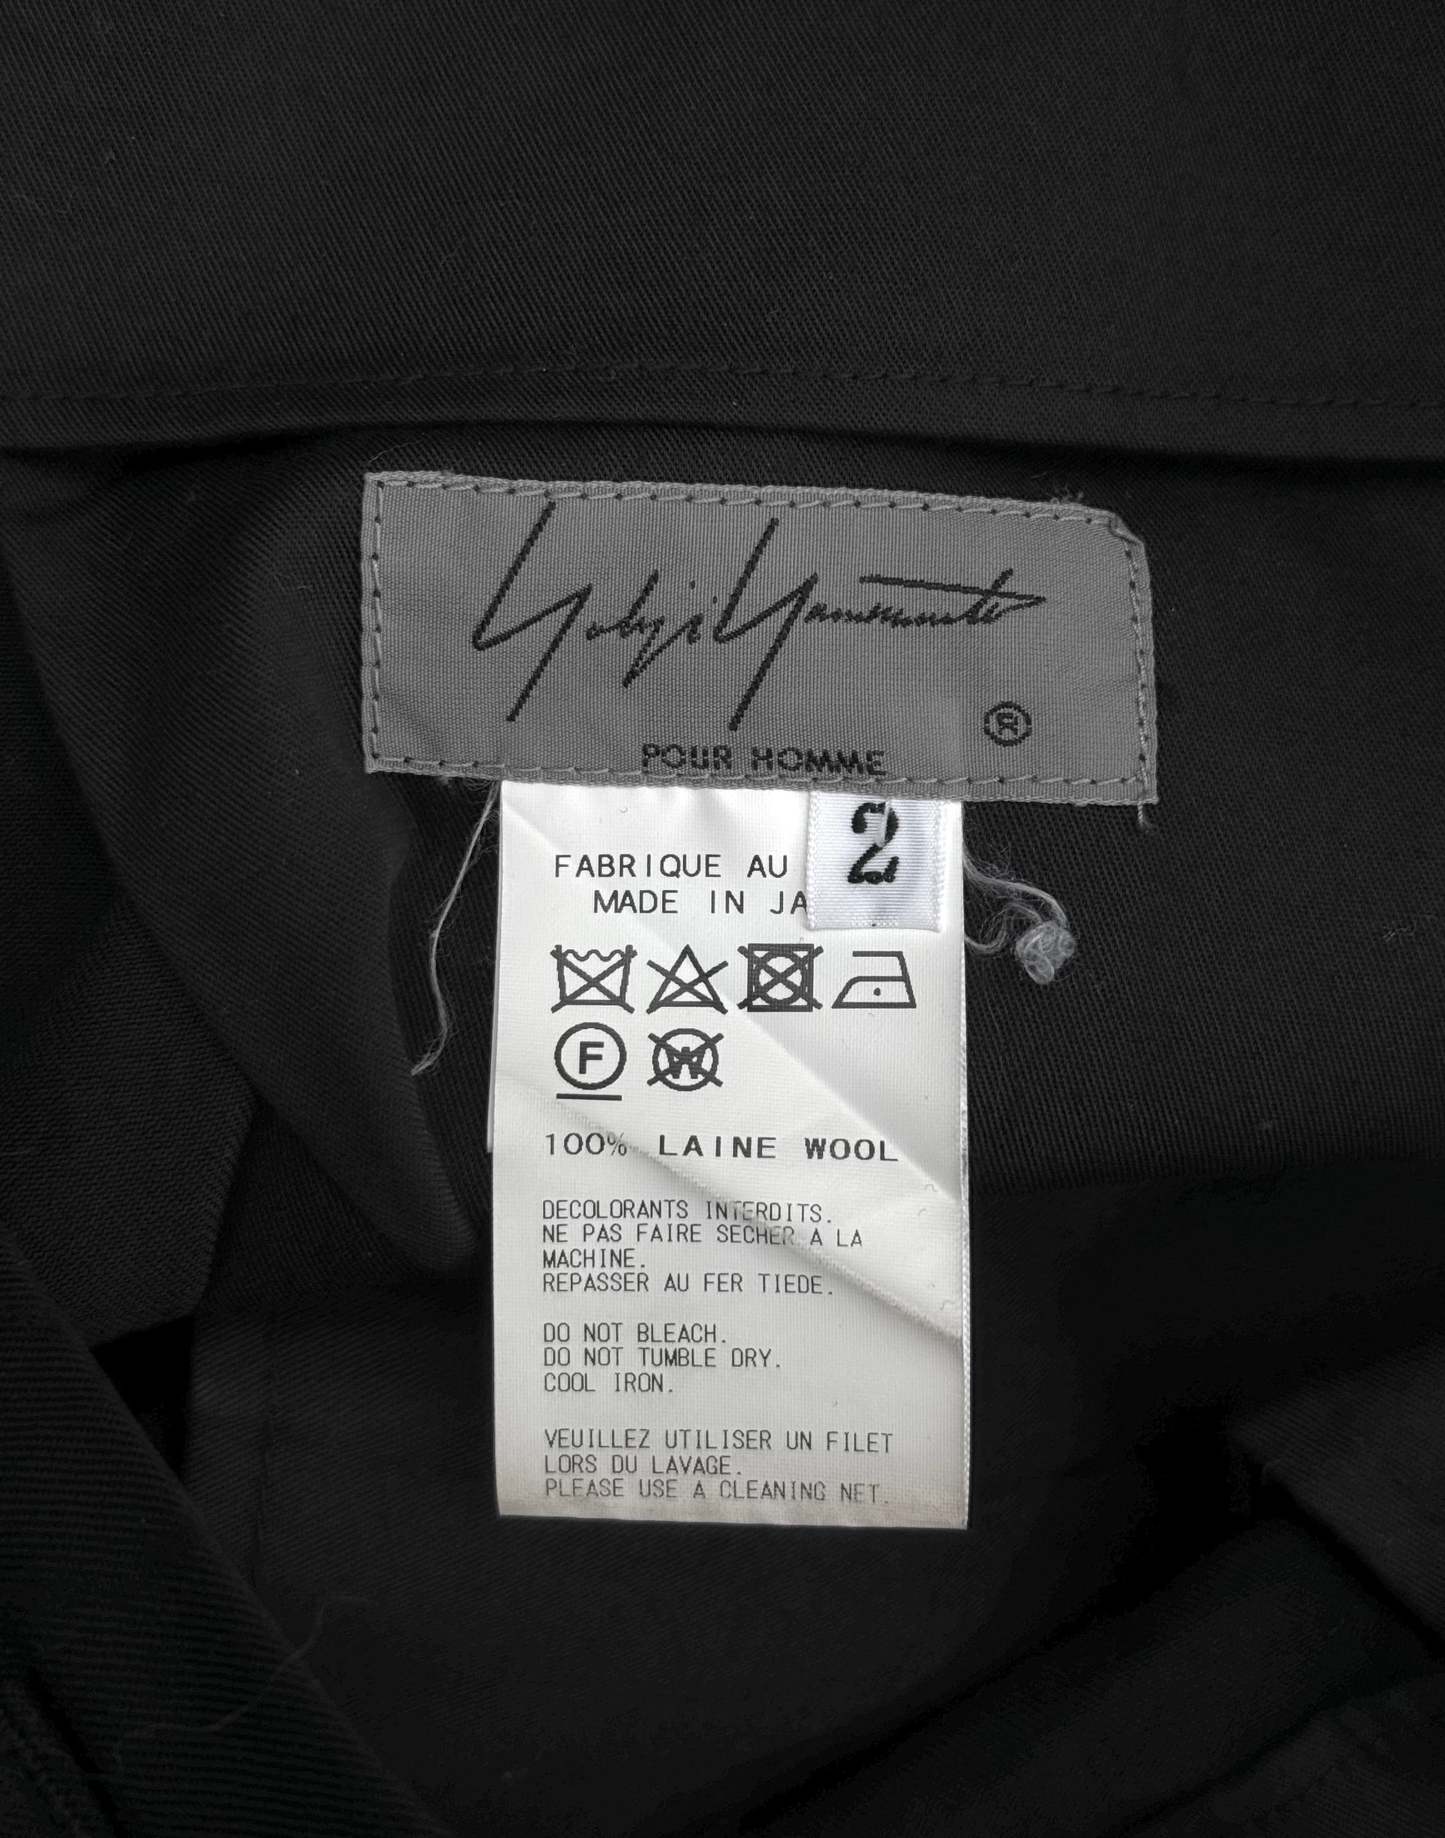 Yohji Yamamoto
®
POUR HOMME
2
FABRIQUE AU
MADE IN JA
F
W
100% LAINE WOOL
DECOLORANTS INTERDITS.
NE PAS FAIRE SECHER A LA
MACHINE.
REPASSER AU FER TIEDE.
DO NOT BLEACH.
DO NOT TUMBLE DRY.
COOL IRON.
VEUILLEZ UTILISER UN FILET
LORS DU LAVAGE.
PLEASE USE A CLEANING NET.